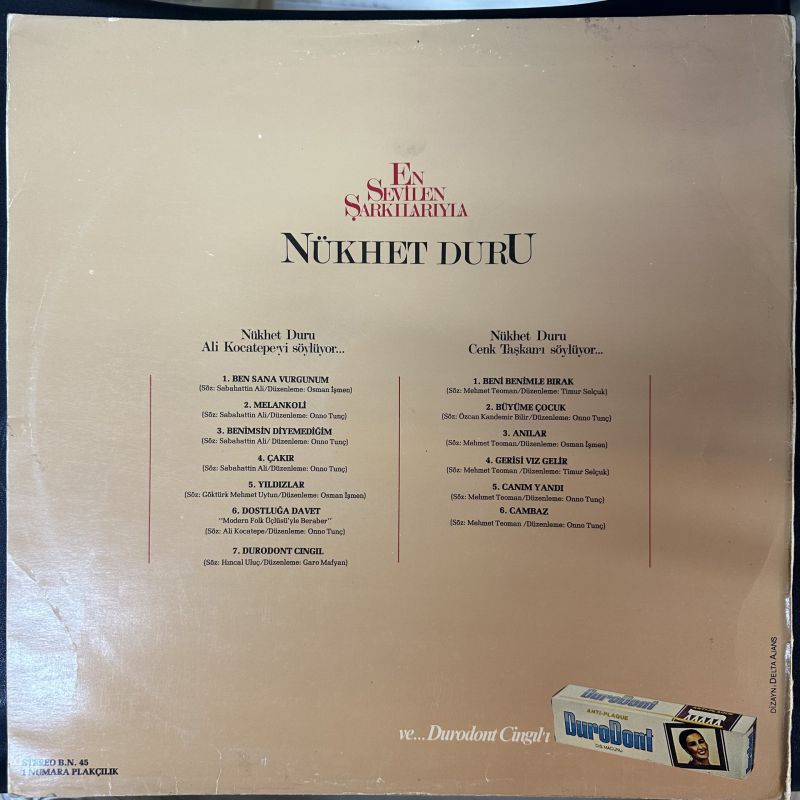 En
Sevilen
Şarkılarıyla
NÜKHET DURU
Nükhet Duru
Ali Kocatepe'yi söylüyor...
1. BEN SANA VURGUNUM
(Söz: Sabahattin Ali/Düzenleme: Osman İşmen)
2. MELANKOLİ
(Söz: Sabahattin Ali/Düzenleme: Onno Tunç)
3. BENİMSİN DİYEMEDİĞİM
(Söz: Sabahattin Ali/ Düzenleme: Onno Tunç)
4. ÇAKIR
(Söz: Sabahattin Ali/Düzenleme: Onno Tunç)
5. YILDIZLAR
(Söz: Göktürk Mehmet Uytun/Düzenleme: Osman İşmen)
6. DOSTLUĞA DAVET
"Modern Folk Üçlüsü'yle Beraber"
(Söz: Ali Kocatepe/Düzenleme: Onno Tunç)
7. DURODONT CINGIL
(Söz: Hıncal Uluç/Düzenleme: Garo Mafyan)
Nükhet Duru
Cenk Taşkan'ı söylüyor...
1. BENİ BENİMLE BIRAK
(Söz: Mehmet Teoman/Düzenleme: Timur Selçuk)
2. BÜYÜME ÇOCUK
(Söz: Özcan Kandemir Bilir/Düzenleme: Onno Tunç)
3. ANILAR
(Söz: Mehmet Teoman/Düzenleme: Osman İşmen)
4. GERİSİ VIZ GELİR
(Söz: Mehmet Teoman /Düzenleme: Timur Selçuk)
5. CANIM YANDI
(Söz: Mehmet Teoman/Düzenleme: Onno Tunç)
6. CAMBAZ
(Söz: Mehmet Teoman /Düzenleme: Onno Tunç)
DİZAYN: DELTA AJANS
ve... Durodont Cıngıl'ı
DuroDont
ANTI-PLAQUE
DuroDont
DİŞ MACUNU
STEREO B.N. 45
1 NUMARA PLAKÇILIK